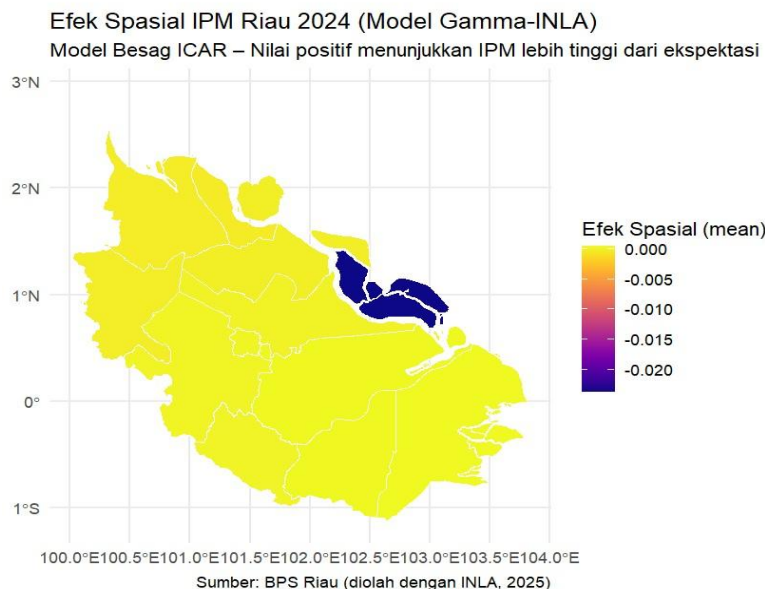 Efek Spasial IPM Riau 2024 (Model Gamma-INLA)
Model Besag ICAR – Nilai positif menunjukkan IPM lebih tinggi dari ekspektasi
3°N
2°N
1°N
0°
1°S
100.0°E100.5°E101.0°E101.5°E102.0°E102.5°E103.0°E103.5°E104.0°E
Efek Spasial (mean)
0.000
-0.005
-0.010
-0.015
-0.020
Sumber: BPS Riau (diolah dengan INLA, 2025)